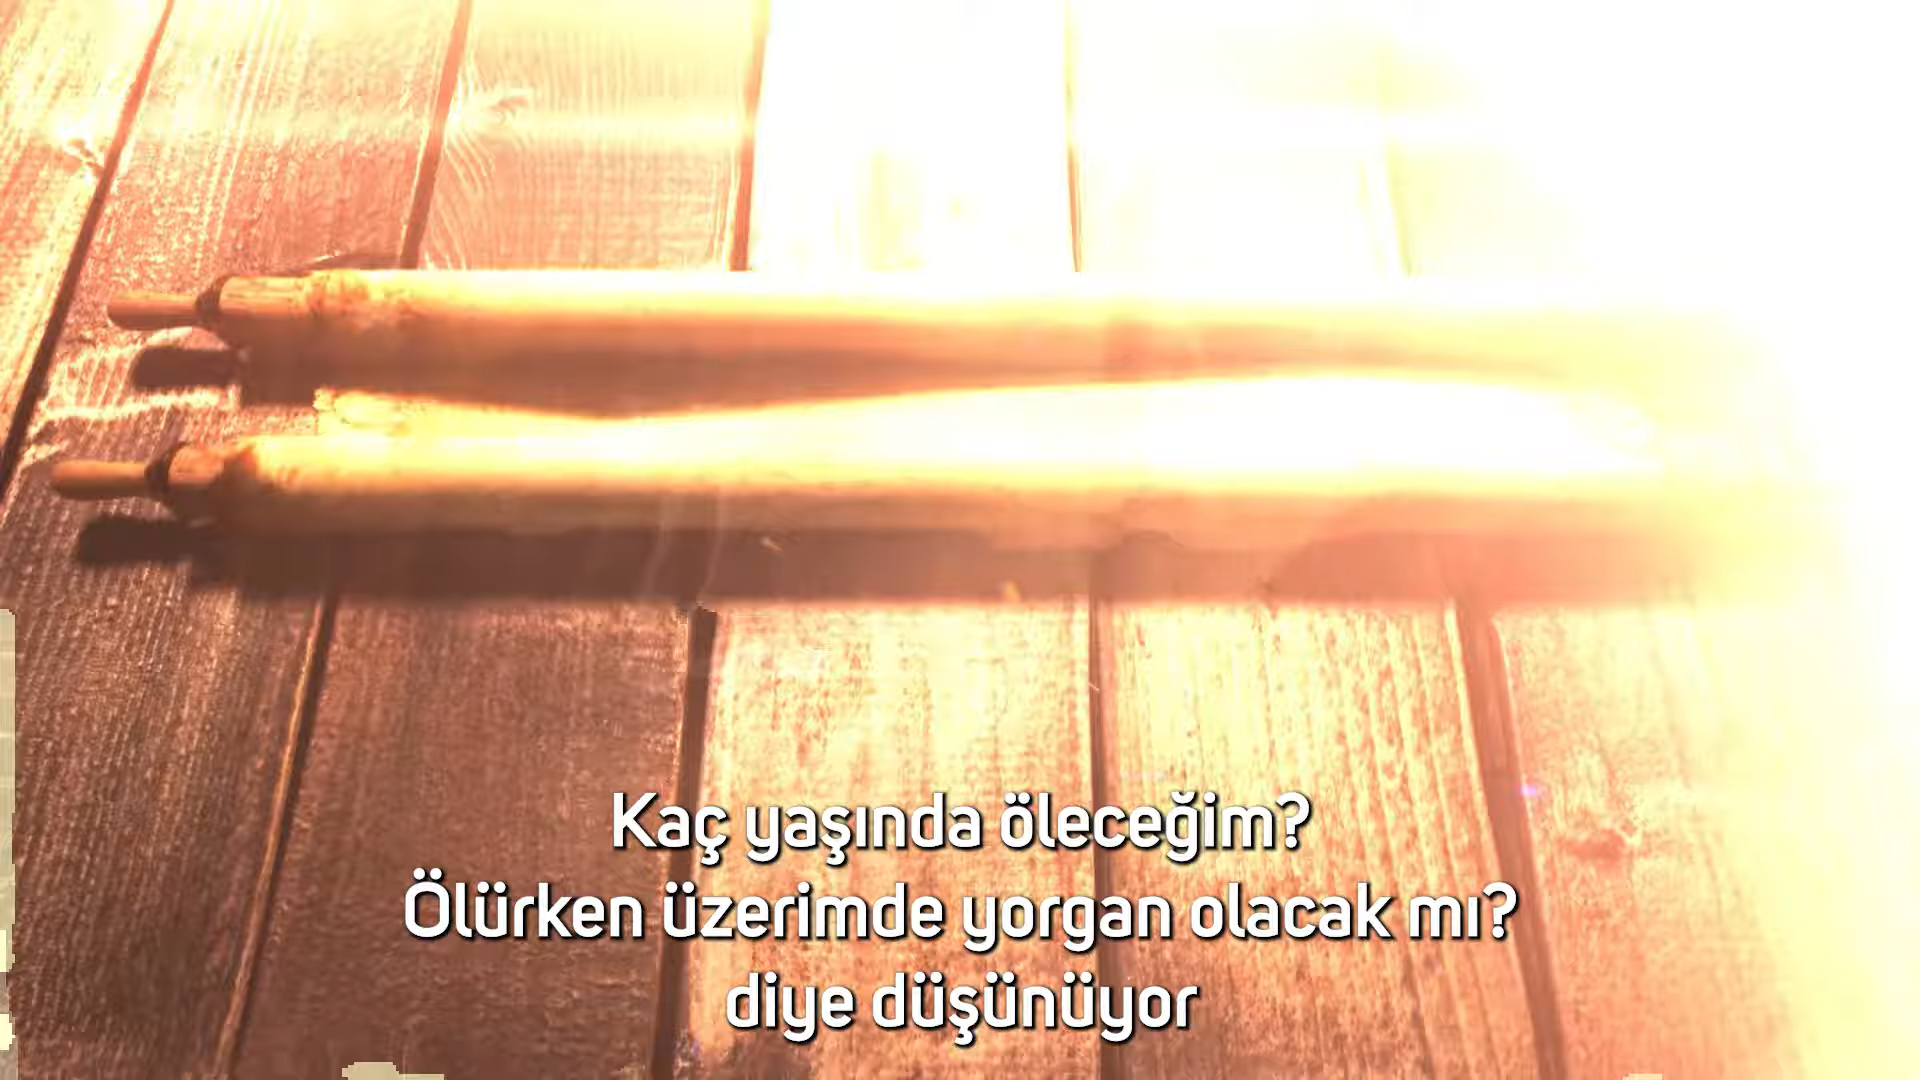 Kaç yaşında öleceğim?
Ölürken üzerimde yorgan olacak mı?
diye düşünüyor